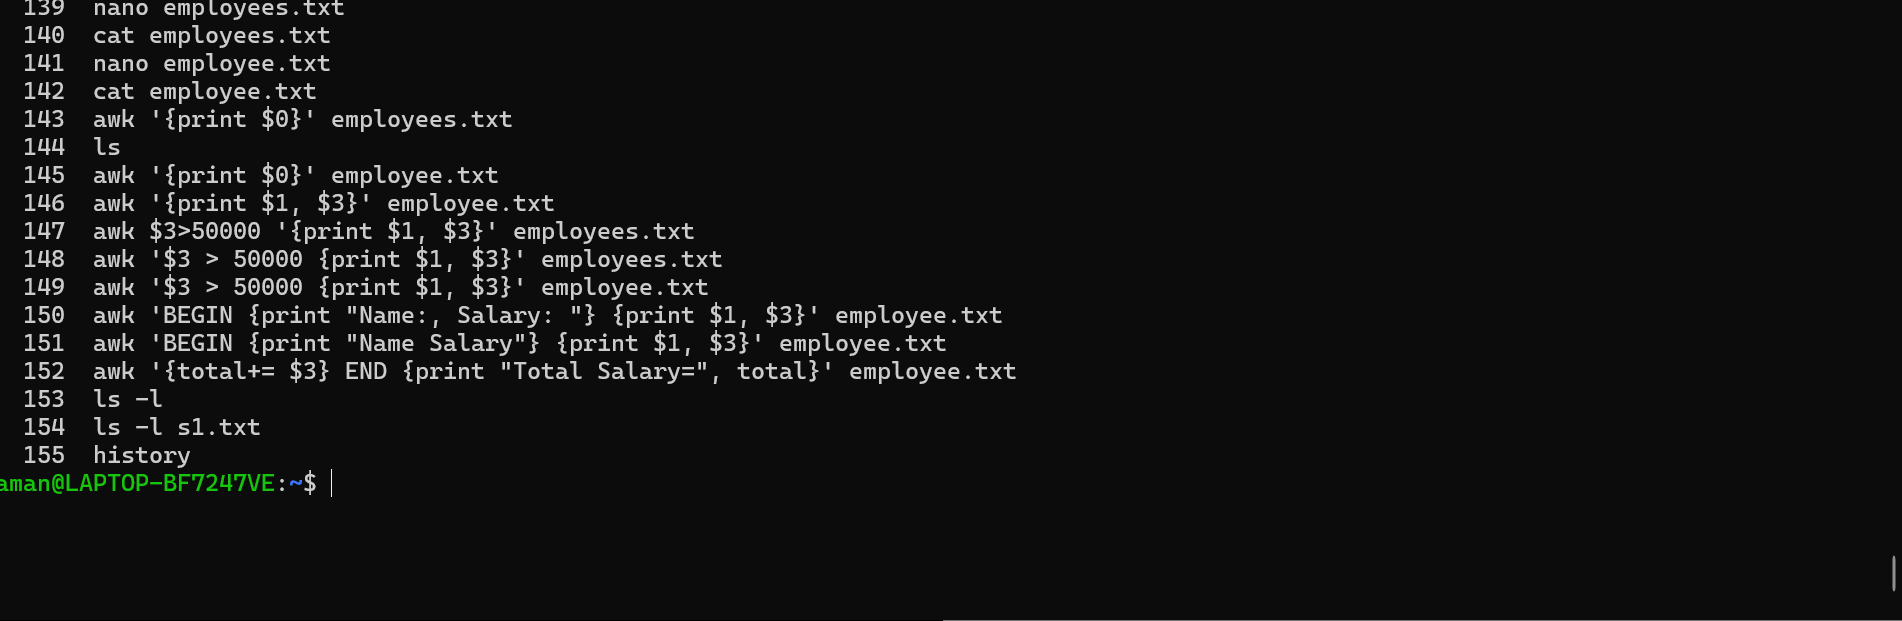 139 nano employees.txt
140 cat employees.txt
141 nano employee.txt
142 cat employee.txt
143 awk '{print $0}' employees.txt
144 ls
145 awk '{print $0}' employee.txt
146 awk '{print $1, $3}' employee.txt
147 awk $3>50000 '{print $1, $3}' employees.txt
148 awk '$3 > 50000 {print $1, $3}' employees.txt
149 awk '$3 > 50000 {print $1, $3}' employee.txt
150 awk 'BEGIN {print "Name:, Salary: "} {print $1, $3}' employee.txt
151 awk 'BEGIN {print "Name Salary"} {print $1, $3}' employee.txt
152 awk '{total+= $3} END {print "Total Salary=", total}' employee.txt
153 ls -l
154 ls -l s1.txt
155 history
aman@LAPTOP-BF7247VE:~$